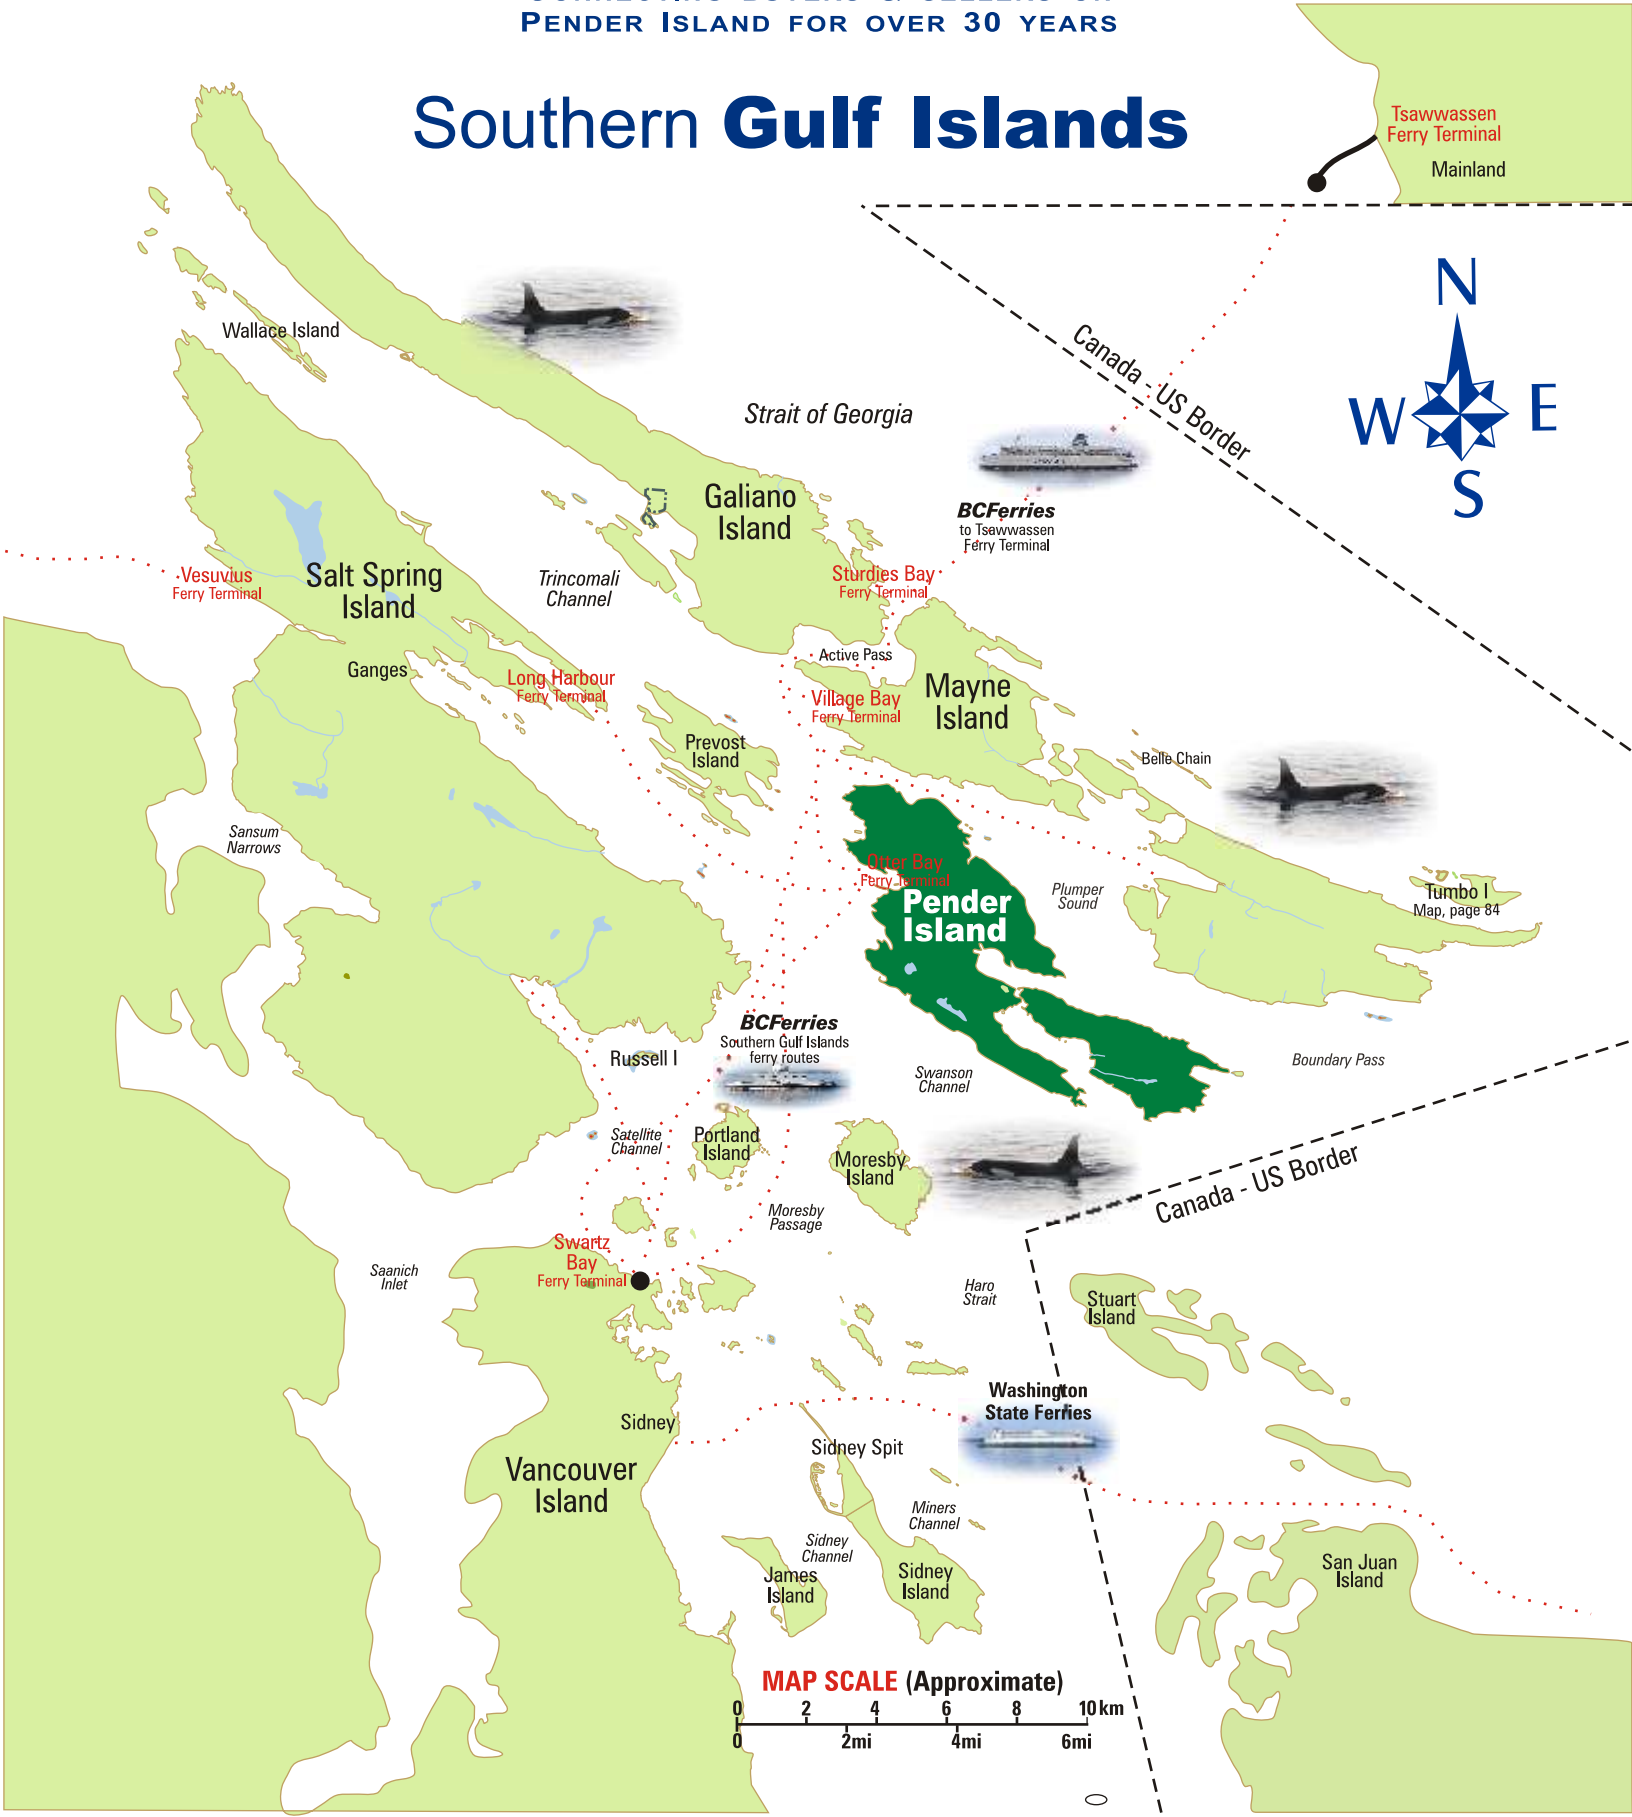 PENDER ISLAND FOR OVER 30 YEARS
Southern Gulf Islands
Tsawwassen
Ferry Terminal
Mainland
N
W E
S
Wallace Island
Canada - US Border
Strait of Georgia
Galiano
Island
BCFerries
to Tsawwassen
Ferry Terminal
Vesuvius
Ferry Terminal
Salt Spring
Island
Trincomali
Channel
Sturdies Bay
Ferry Terminal
Active Pass
Ganges
Long Harbour
Ferry Terminal
Village Bay
Ferry Terminal
Mayne
Island
Prevost
Island
Belle Chain
Sansum
Narrows
Otter Bay
Ferry Terminal
Pender
Island
Plumper
Sound
Tumbo I
Map, page 84
BCFerries
Southern Gulf Islands
ferry routes
Russell I
Swanson
Channel
Boundary Pass
Satellite
Channel
Portland
Island
Moresby
Island
Canada - US Border
Moresby
Passage
Swartz
Bay
Ferry Terminal
Saanich
Inlet
Haro
Strait
Stuart
Island
Washington
State Ferries
Sidney
Sidney Spit
Vancouver
Island
Miners
Channel
Sidney
Channel
James
Island
Sidney
Island
San Juan
Island
MAP SCALE (Approximate)
0 2 4 6 8 10 km
0 2mi 4mi 6mi